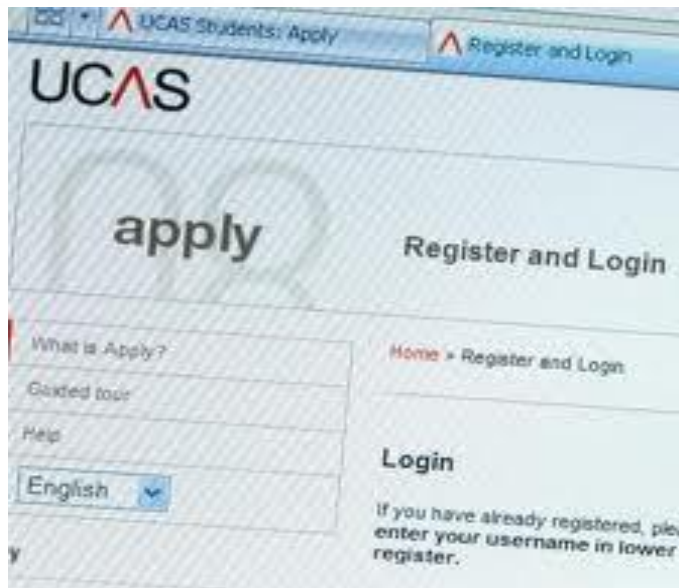 UCAS Students: Apply
Register and Login
UCAS
apply
Register and Login
What is Apply?
Guided tour
Help
English
Home » Register and Login
Login
If you have already registered, plea
enter your username in lower
register.
y